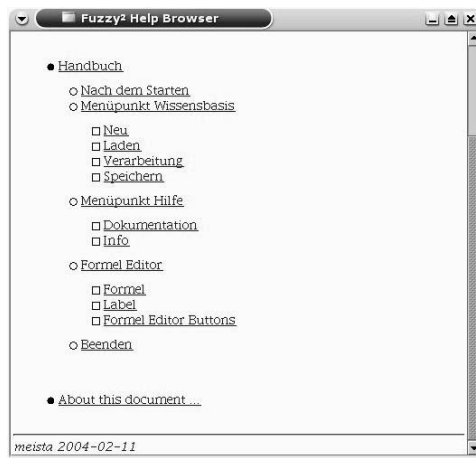 Fuzzy² Help Browser
Handbuch
Nach dem Starten
Menüpunkt Wissensbasis
Neu
Laden
Verarbeitung
Speichern
Menüpunkt Hilfe
Dokumentation
Info
Formel Editor
Formel
Label
Formel Editor Buttons
Beenden
About this document ...
meista 2004-02-11